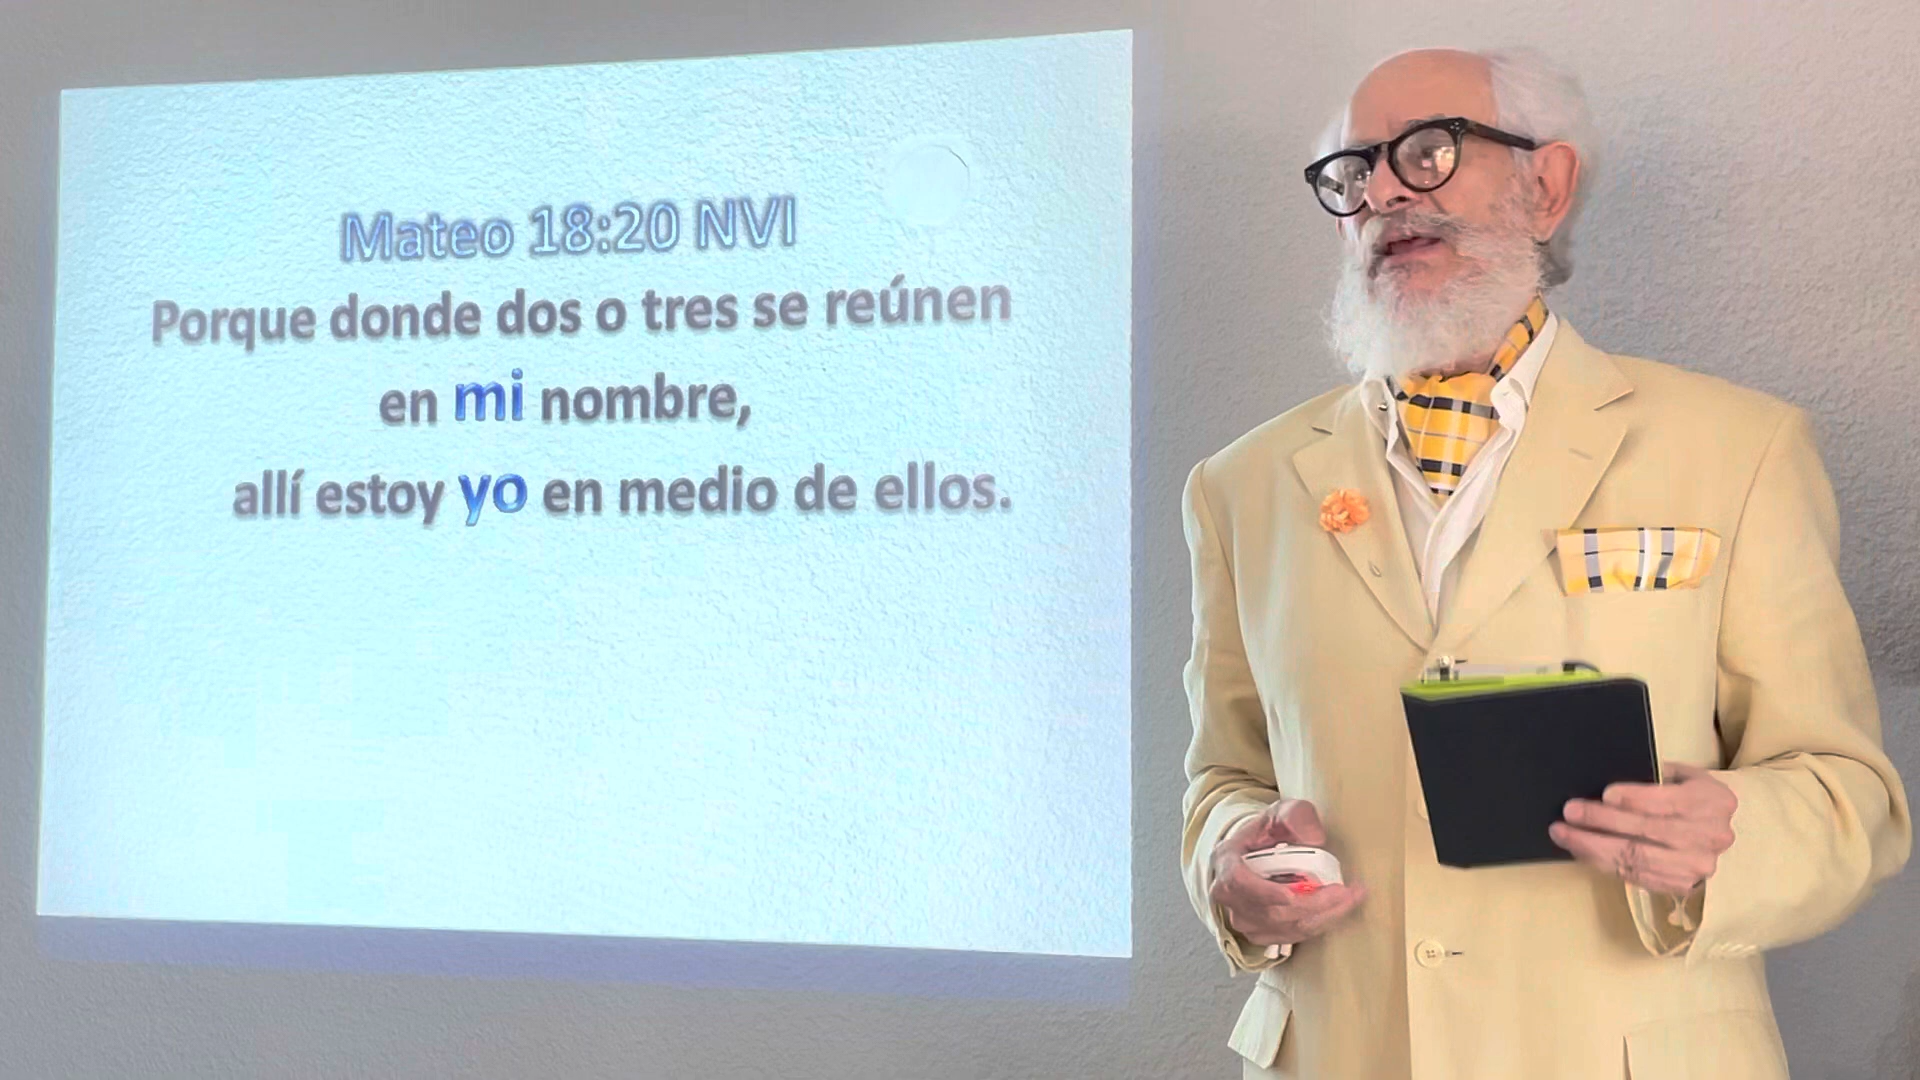 Mateo 18:20 NVI
Porque donde dos o tres se reúnen
en mi nombre,
allí estoy yo en medio de ellos.